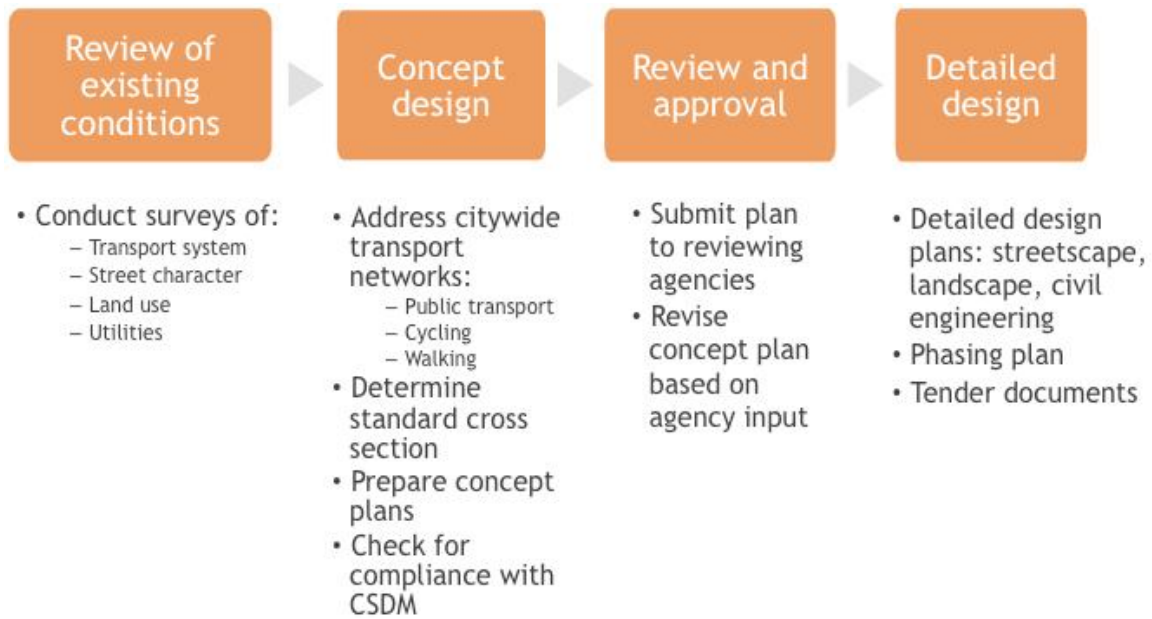 Review of
existing
conditions
• Conduct surveys of:
– Transport system
– Street character
– Land use
– Utilities
Concept
design
• Address citywide
transport
networks:
– Public transport
– Cycling
– Walking
• Determine
standard cross
section
• Prepare concept
plans
• Check for
compliance with
CSDM
Review and
approval
• Submit plan
to reviewing
agencies
• Revise
concept plan
based on
agency input
Detailed
design
• Detailed design
plans: streetscape,
landscape, civil
engineering
• Phasing plan
• Tender documents